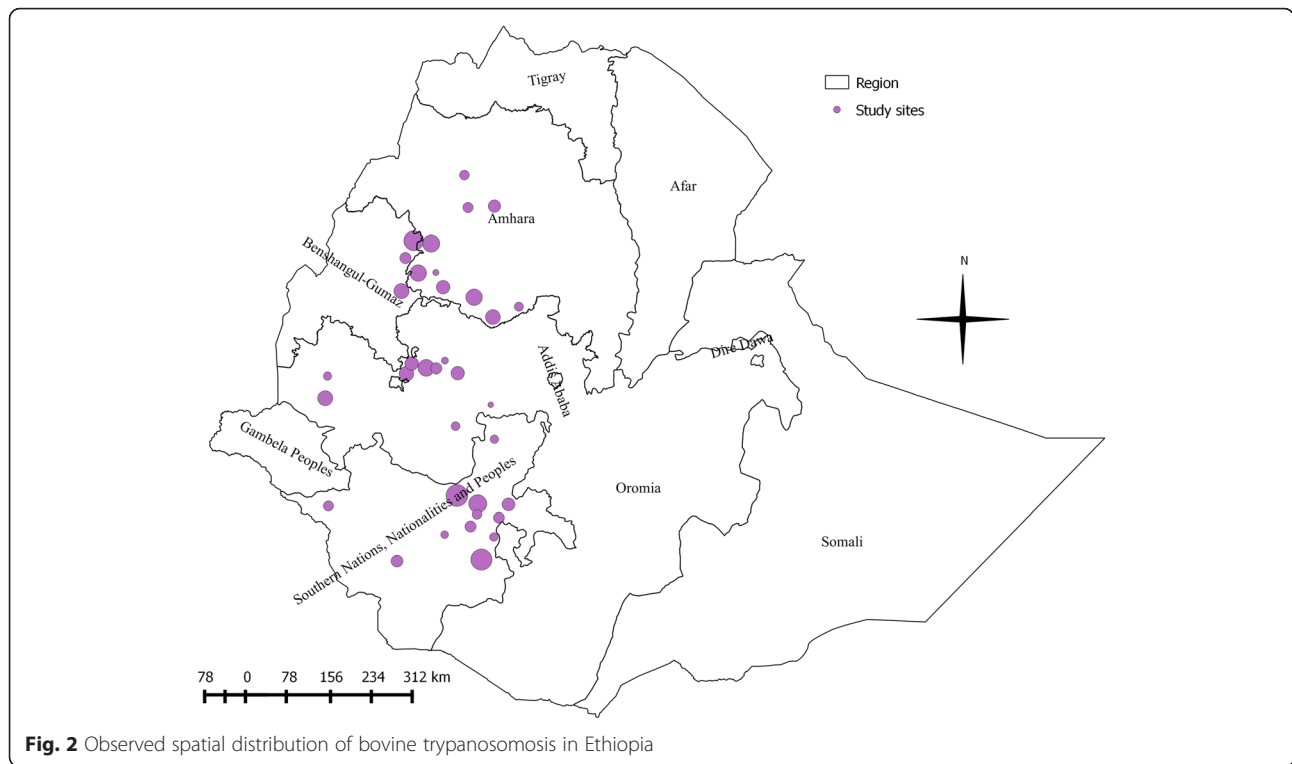 Tigray
Region
Study sites
Afar
Amhara
Benshangul-Gumaz
N
Dire Dawa
Addis Ababa
Gambela Peoples
Southern Nations, Nationalities and Peoples
Oromia
Somali
78 0 78 156 234 312 km
Fig. 2 Observed spatial distribution of bovine trypanosomosis in Ethiopia